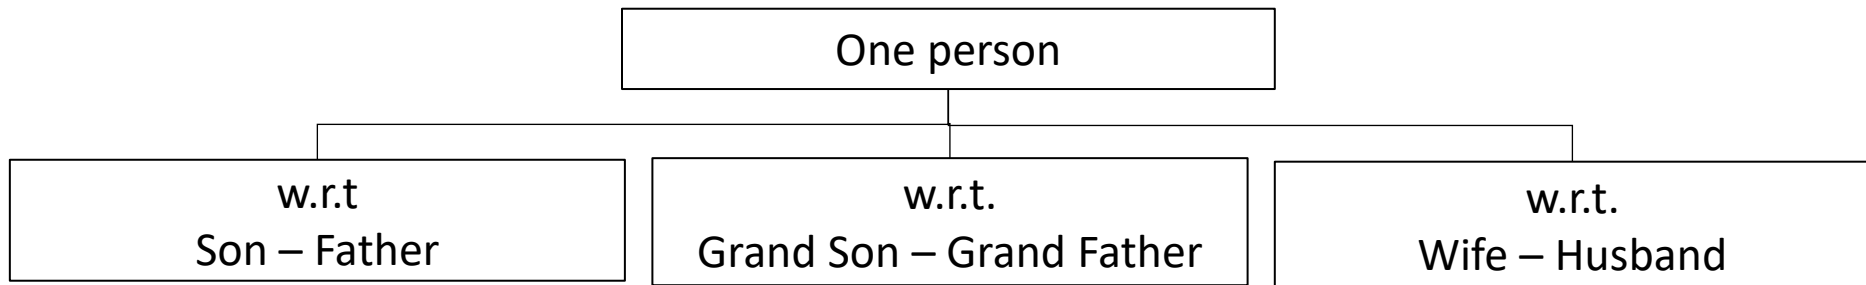 One person
w.r.t
Son – Father
w.r.t.
Grand Son – Grand Father
w.r.t.
Wife – Husband